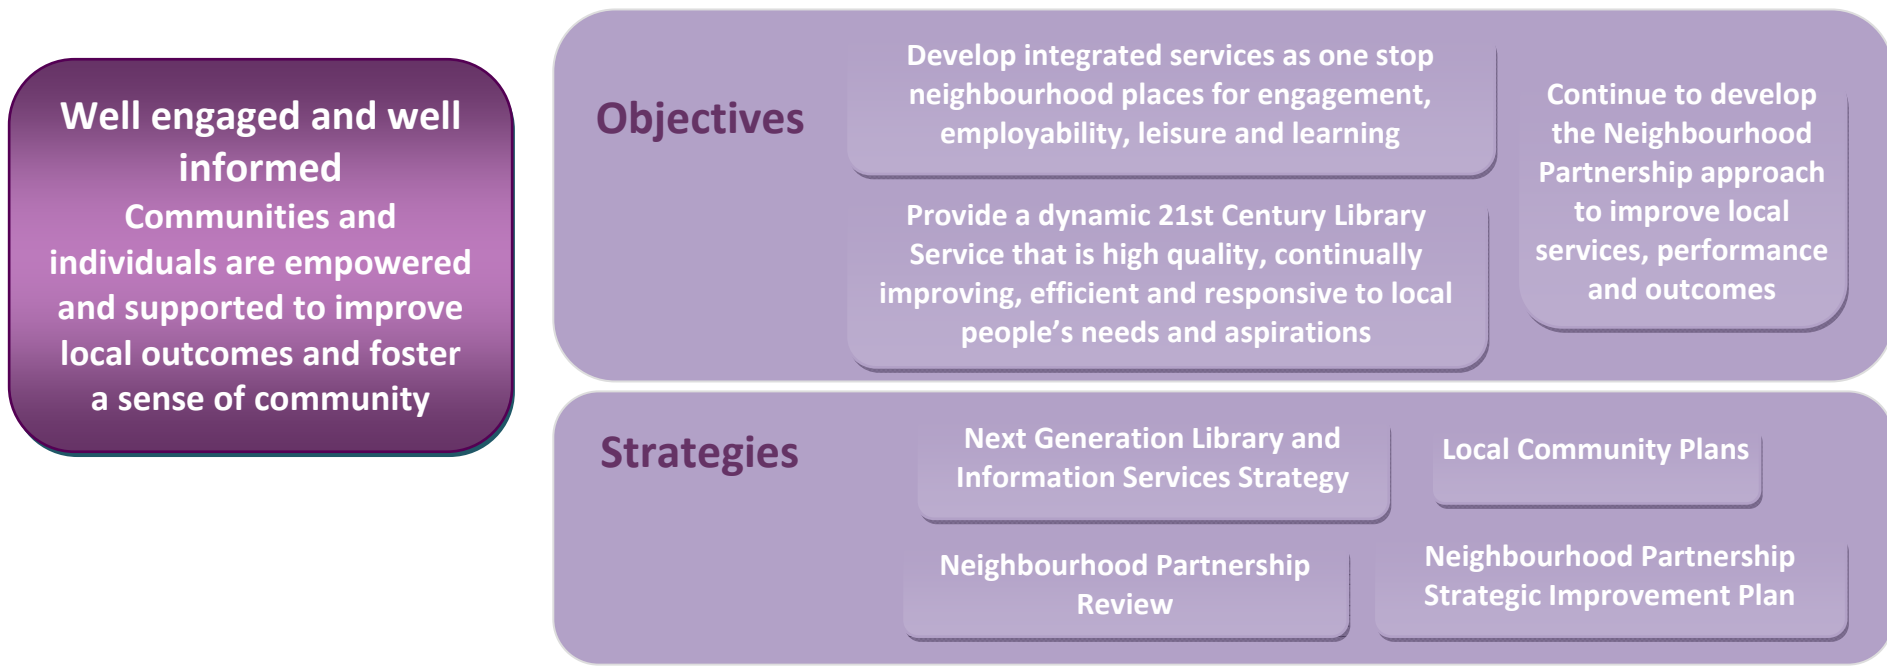 Well engaged and well
informed
Communities and
individuals are empowered
and supported to improve
local outcomes and foster
a sense of community
Objectives
Develop integrated services as one stop
neighbourhood places for engagement,
employability, leisure and learning
Provide a dynamic 21st Century Library
Service that is high quality, continually
improving, efficient and responsive to local
people’s needs and aspirations
Continue to develop
the Neighbourhood
Partnership approach
to improve local
services, performance
and outcomes
Strategies
Next Generation Library and
Information Services Strategy
Local Community Plans
Neighbourhood Partnership
Review
Neighbourhood Partnership
Strategic Improvement Plan